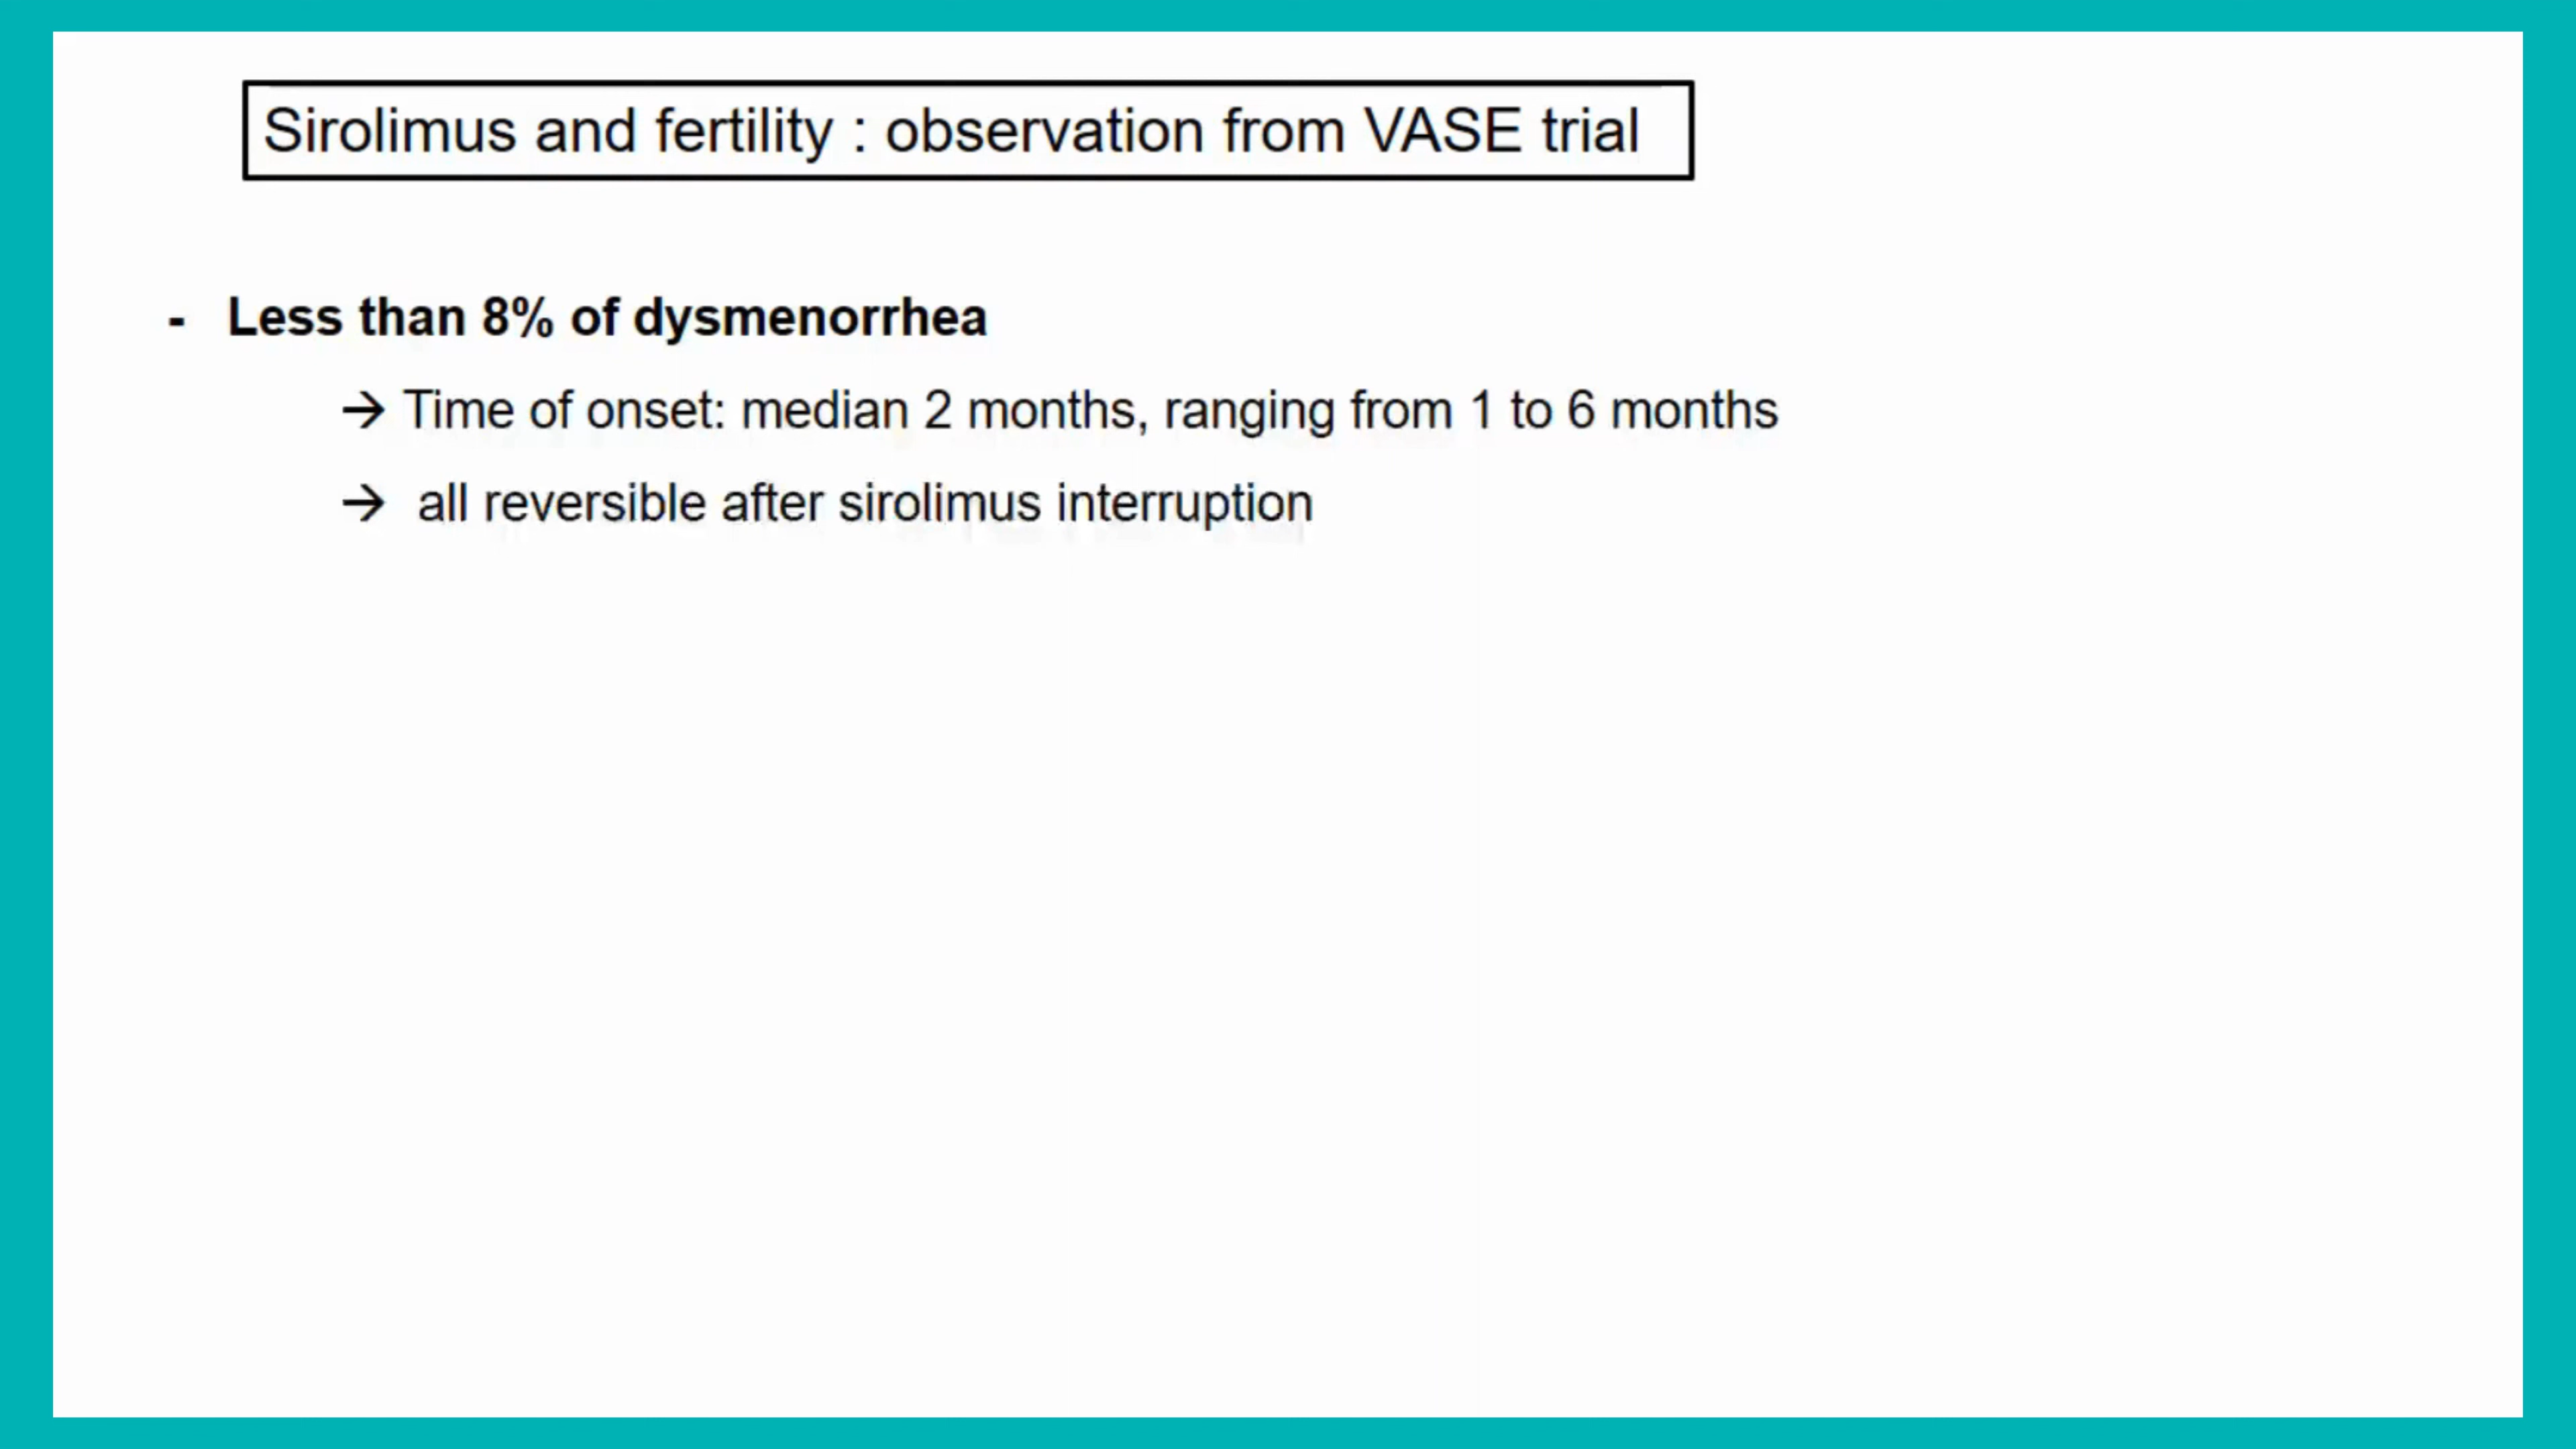 Sirolimus and fertility : observation from VASE trial
- Less than 8% of dysmenorrhea
→ Time of onset: median 2 months, ranging from 1 to 6 months
→ all reversible after sirolimus interruption